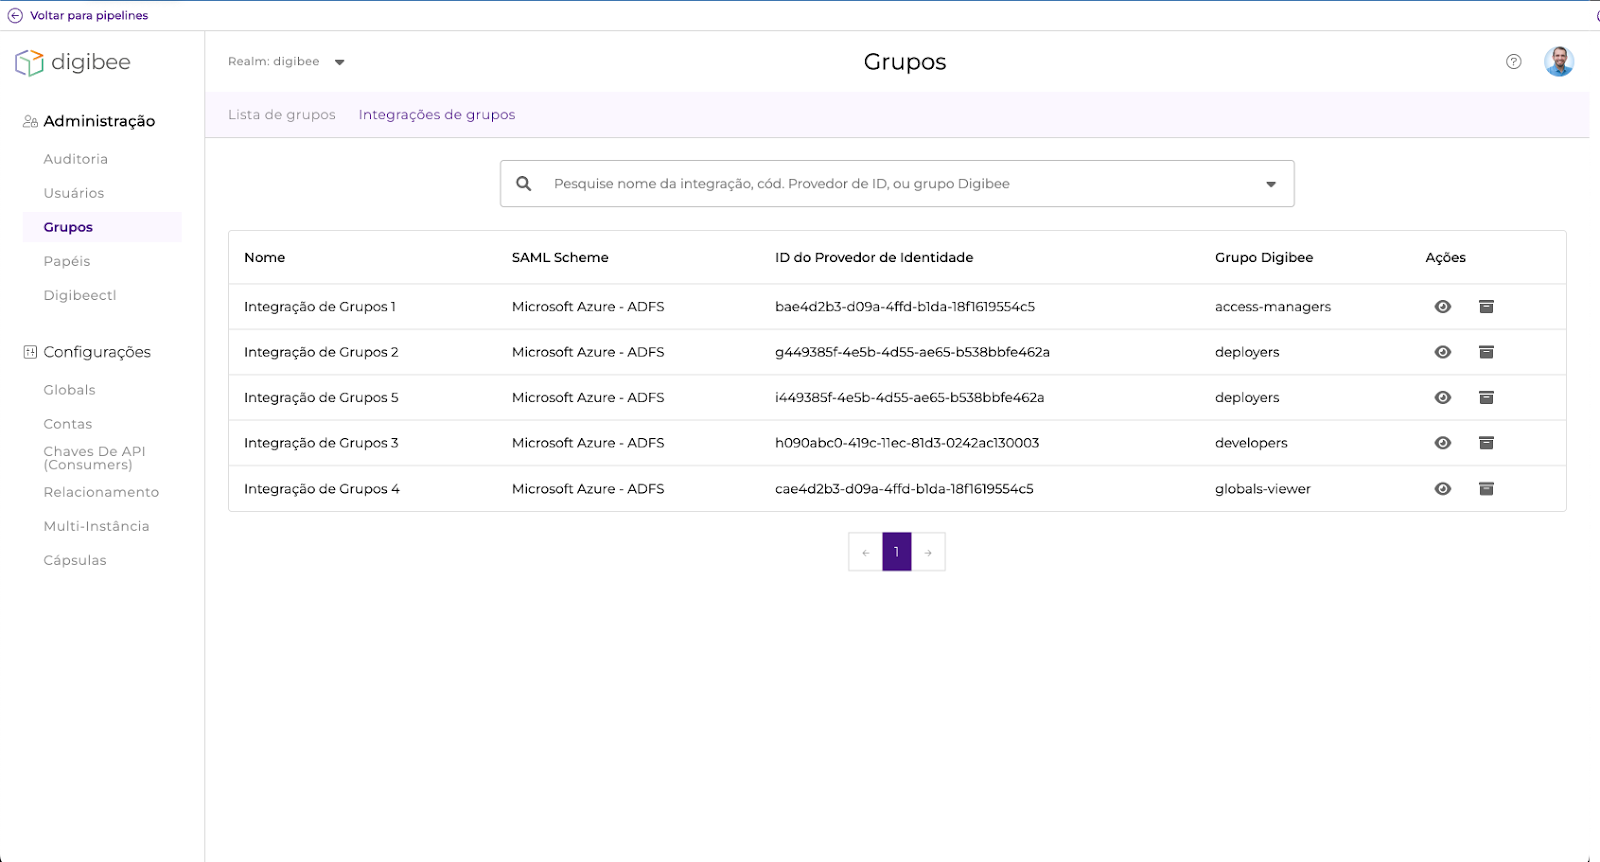 Voltar para pipelines
digibee
Realm: digibee
Grupos
Lista de grupos
Integrações de grupos
Administração
Auditoria
Usuários
Grupos
Papéis
Digibeectl
Configurações
Globals
Contas
Chaves De API
(Consumers)
Relacionamento
Multi-Instância
Cápsulas
Pesquise nome da integração, cód. Provedor de ID, ou grupo Digibee
Nome SAML Scheme ID do Provedor de Identidade Grupo Digibee Ações
Integração de Grupos 1 Microsoft Azure - ADFS bae4d2b3-d09a-4ffd-b1da-18f1619554c5 access-managers
Integração de Grupos 2 Microsoft Azure - ADFS g449385f-4e5b-4d55-ae65-b538bbfe462a deployers
Integração de Grupos 5 Microsoft Azure - ADFS i449385f-4e5b-4d55-ae65-b538bbfe462a deployers
Integração de Grupos 3 Microsoft Azure - ADFS h090abc0-419c-11ec-81d3-0242ac130003 developers
Integração de Grupos 4 Microsoft Azure - ADFS cae4d2b3-d09a-4ffd-b1da-18f1619554c5 globals-viewer
← 1 →